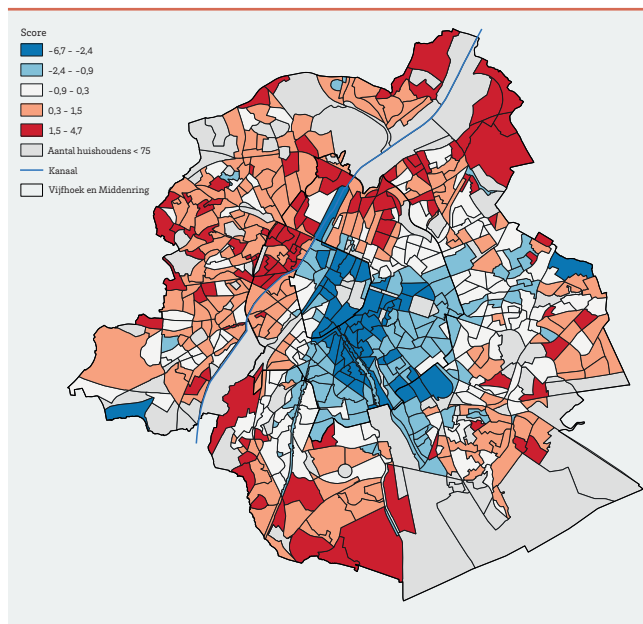 Score
-6,7 - -2,4
-2,4 - -0,9
-0,9 - 0,3
0,3 - 1,5
1,5 - 4,7
Aantal huishoudens < 75
Kanaal
Vijfhoek en Middenring